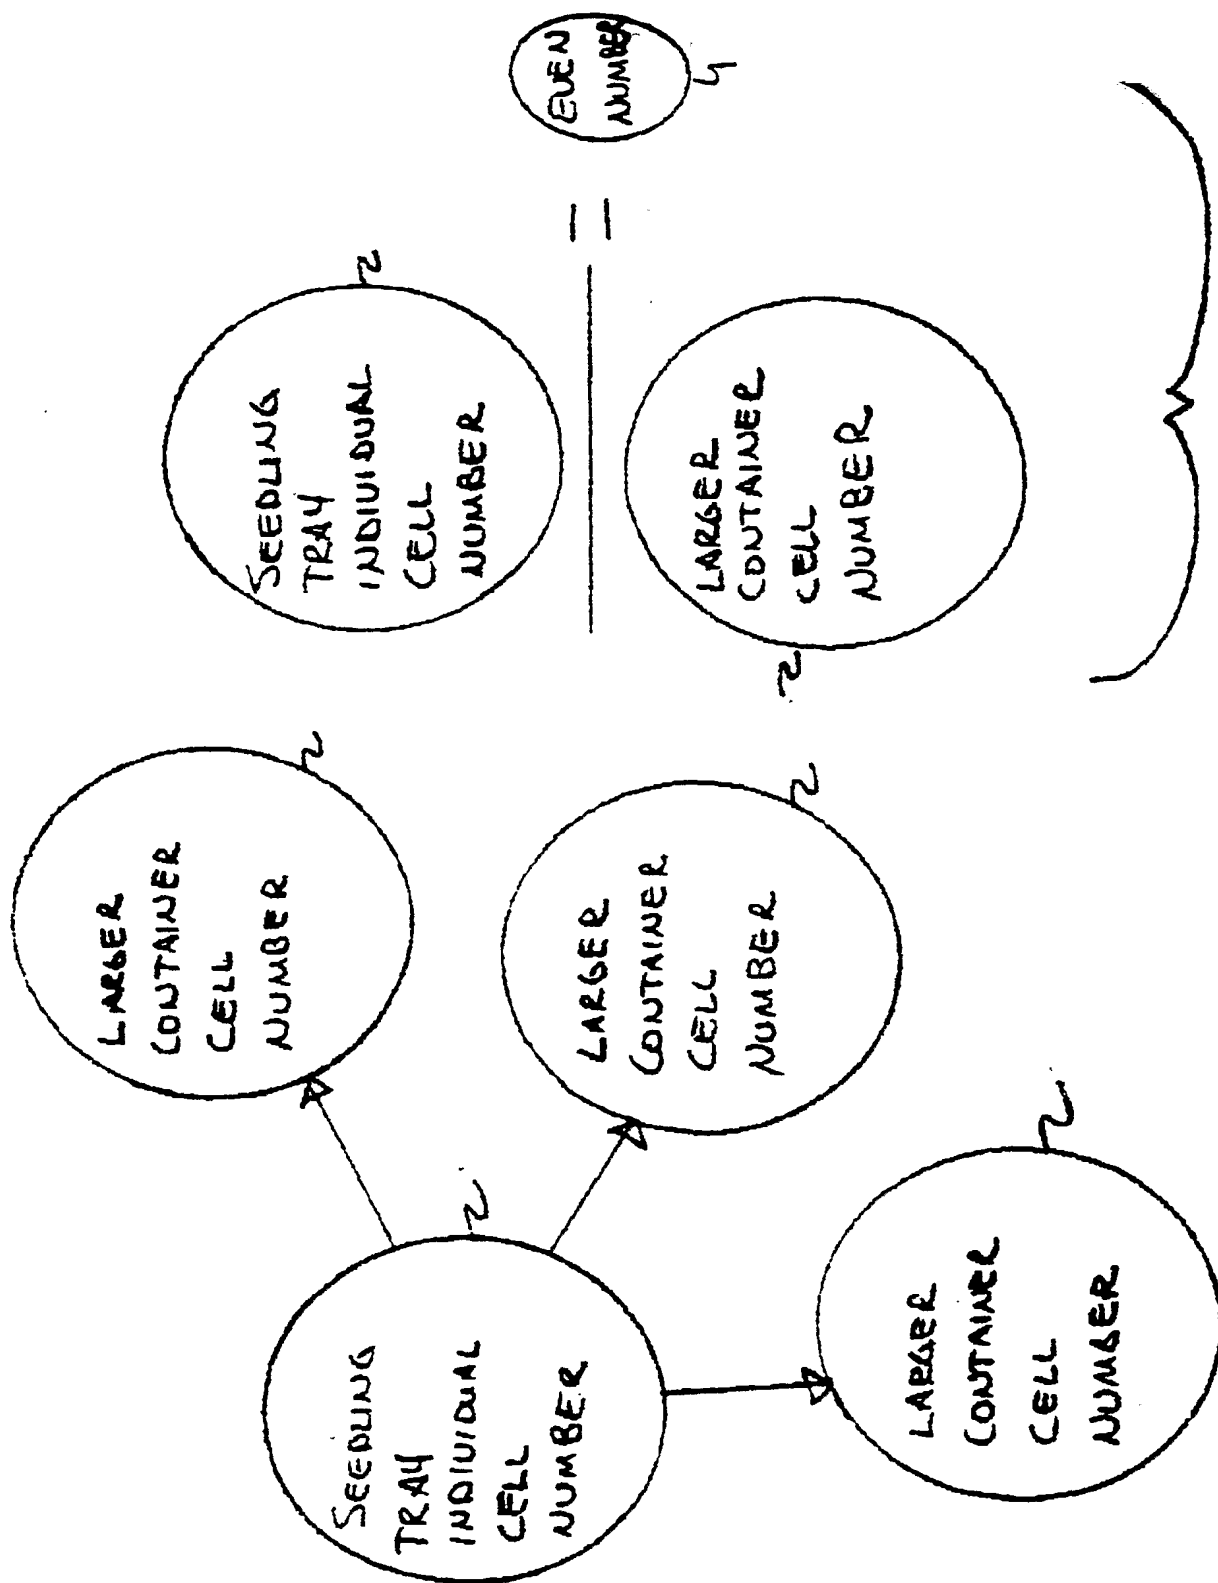 SEEDLING
TRAY
INDIVIDUAL
CELL
NUMBER
LARGER
CONTAINER
CELL
NUMBER
LARGER
CONTAINER
CELL
NUMBER
LARGER
CONTAINER
CELL
NUMBER
SEEDLING
TRAY
INDIVIDUAL
CELL
NUMBER
LARGER
CONTAINER
CELL
NUMBER
=
EVEN
NUMBER